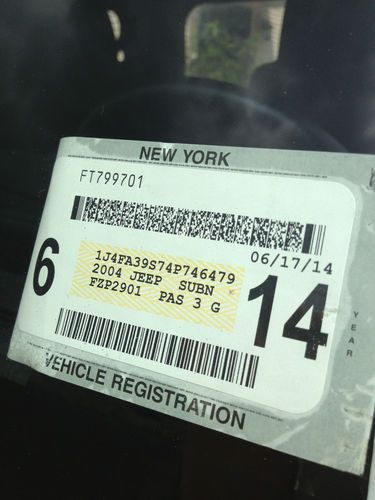 NEW YORK
FT799701
06/17/14
1J4FA39S74P746479
2004 JEEP SUBN
FZP2901 PAS 3 G
6
14
YEAR
VEHICLE REGISTRATION